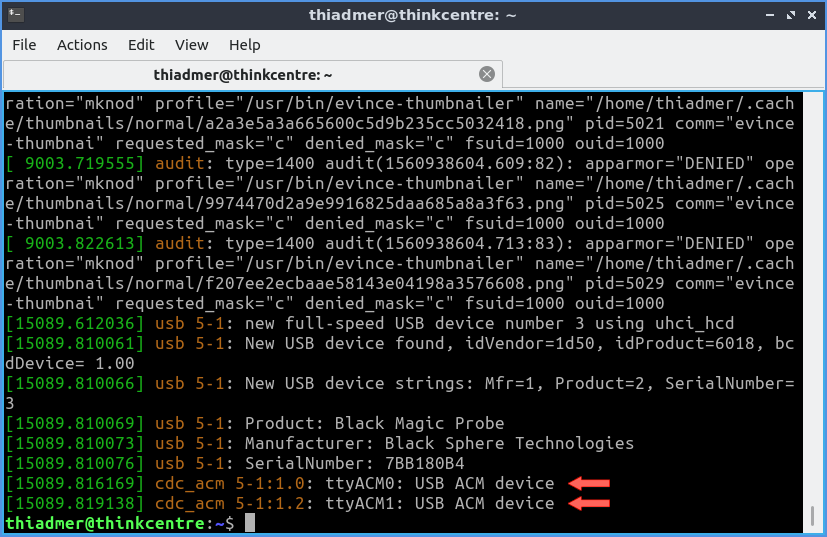 thiadmer@thinkcentre: ~
File Actions Edit View Help
thiadmer@thinkcentre: ~
ration="mknod" profile="/usr/bin/evince-thumbnailer" name="/home/thiadmer/.cach
e/thumbnails/normal/a2a3e5a3a665600c5d9b235cc5032418.png" pid=5021 comm="evince
-thumbnai" requested_mask="c" denied_mask="c" fsuid=1000 ouid=1000
[ 9003.719555] audit: type=1400 audit(1560938604.609:82): apparmor="DENIED" ope
ration="mknod" profile="/usr/bin/evince-thumbnailer" name="/home/thiadmer/.cach
e/thumbnails/normal/9974470d2a9e9916825daa685a8a3f63.png" pid=5025 comm="evince
-thumbnai" requested_mask="c" denied_mask="c" fsuid=1000 ouid=1000
[ 9003.822613] audit: type=1400 audit(1560938604.713:83): apparmor="DENIED" ope
ration="mknod" profile="/usr/bin/evince-thumbnailer" name="/home/thiadmer/.cach
e/thumbnails/normal/f207ee2ecbaae58143e04198a3576608.png" pid=5029 comm="evince
-thumbnai" requested_mask="c" denied_mask="c" fsuid=1000 ouid=1000
[15089.612036] usb 5-1: new full-speed USB device number 3 using uhci_hcd
[15089.810061] usb 5-1: New USB device found, idVendor=1d50, idProduct=6018, bc
dDevice= 1.00
[15089.810066] usb 5-1: New USB device strings: Mfr=1, Product=2, SerialNumber=
3
[15089.810069] usb 5-1: Product: Black Magic Probe
[15089.810073] usb 5-1: Manufacturer: Black Sphere Technologies
[15089.810076] usb 5-1: SerialNumber: 7BB180B4
[15089.816169] cdc_acm 5-1:1.0: ttyACM0: USB ACM device
[15089.819138] cdc_acm 5-1:1.2: ttyACM1: USB ACM device
thiadmer@thinkcentre:~$